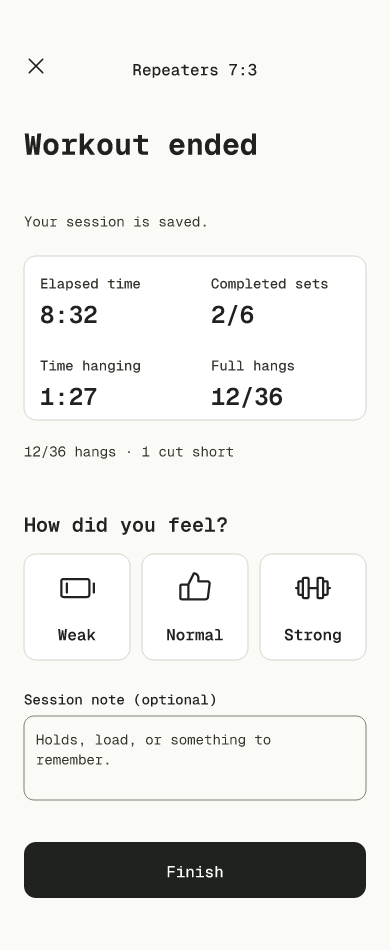 Repeaters 7:3
Workout ended
Your session is saved.
Elapsed time
8:32
Completed sets
2/6
Time hanging
1:27
Full hangs
12/36
12/36 hangs · 1 cut short
How did you feel?
Weak
Normal
Strong
Session note (optional)
Holds, load, or something to
remember.
Finish